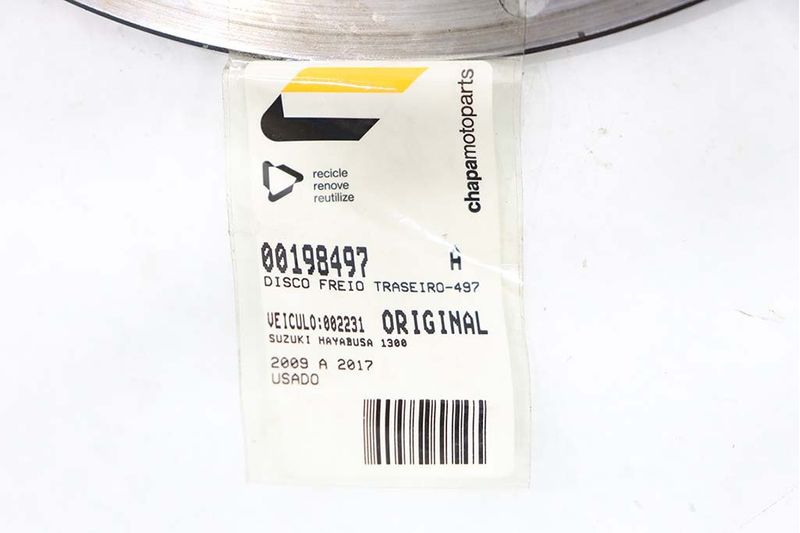 chapamotoparts
recicle
renove
reutilize
00198497 H
DISCO FREIO TRASEIRO-497
VEICULO:002231 ORIGINAL
SUZUKI HAYABUSA 1300
2009 A 2017
USADO